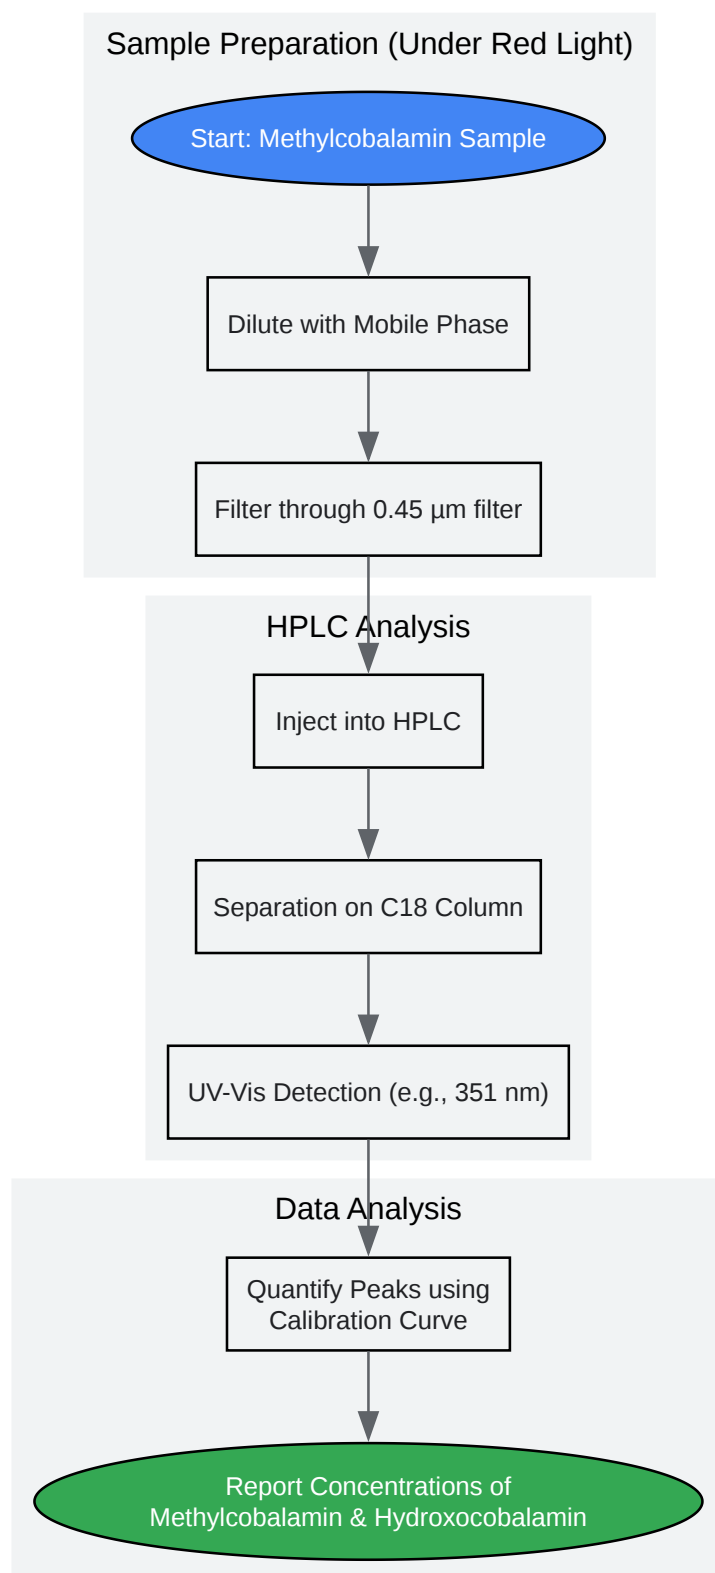 Sample Preparation (Under Red Light)
Start: Methylcobalamin Sample
Dilute with Mobile Phase
Filter through 0.45 µm filter
HPLC Analysis
Inject into HPLC
Separation on C18 Column
UV-Vis Detection (e.g., 351 nm)
Data Analysis
Quantify Peaks using
Calibration Curve
Report Concentrations of
Methylcobalamin & Hydroxocobalamin